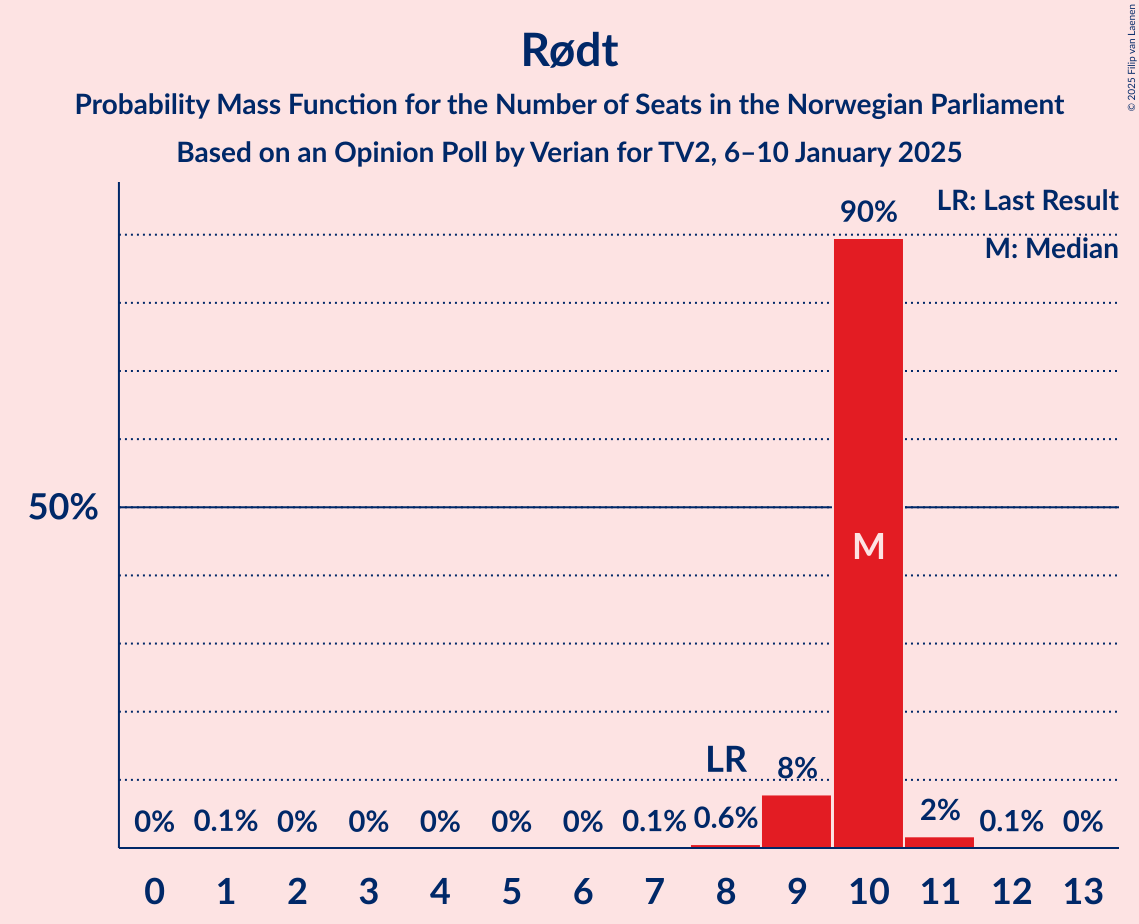 Rødt
Probability Mass Function for the Number of Seats in the Norwegian Parliament
Based on an Opinion Poll by Verian for TV2, 6–10 January 2025
© 2025 Filip van Laenen
LR: Last Result
M: Median
90%
50%
M
LR
8%
0% 0.1% 0% 0% 0% 0% 0% 0.1% 0.6% 2% 0.1% 0%
0 1 2 3 4 5 6 7 8 9 10 11 12 13